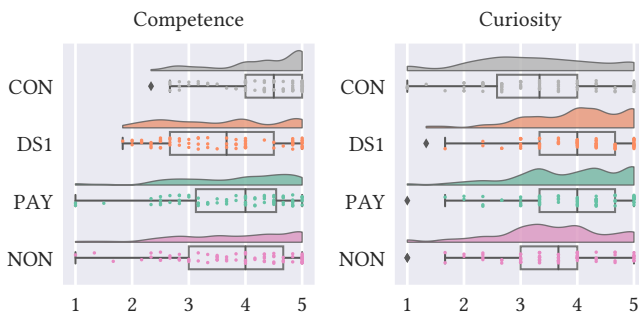 Competence Curiosity
CON CON
DS1 DS1
PAY PAY
NON NON
1 2 3 4 5 1 2 3 4 5